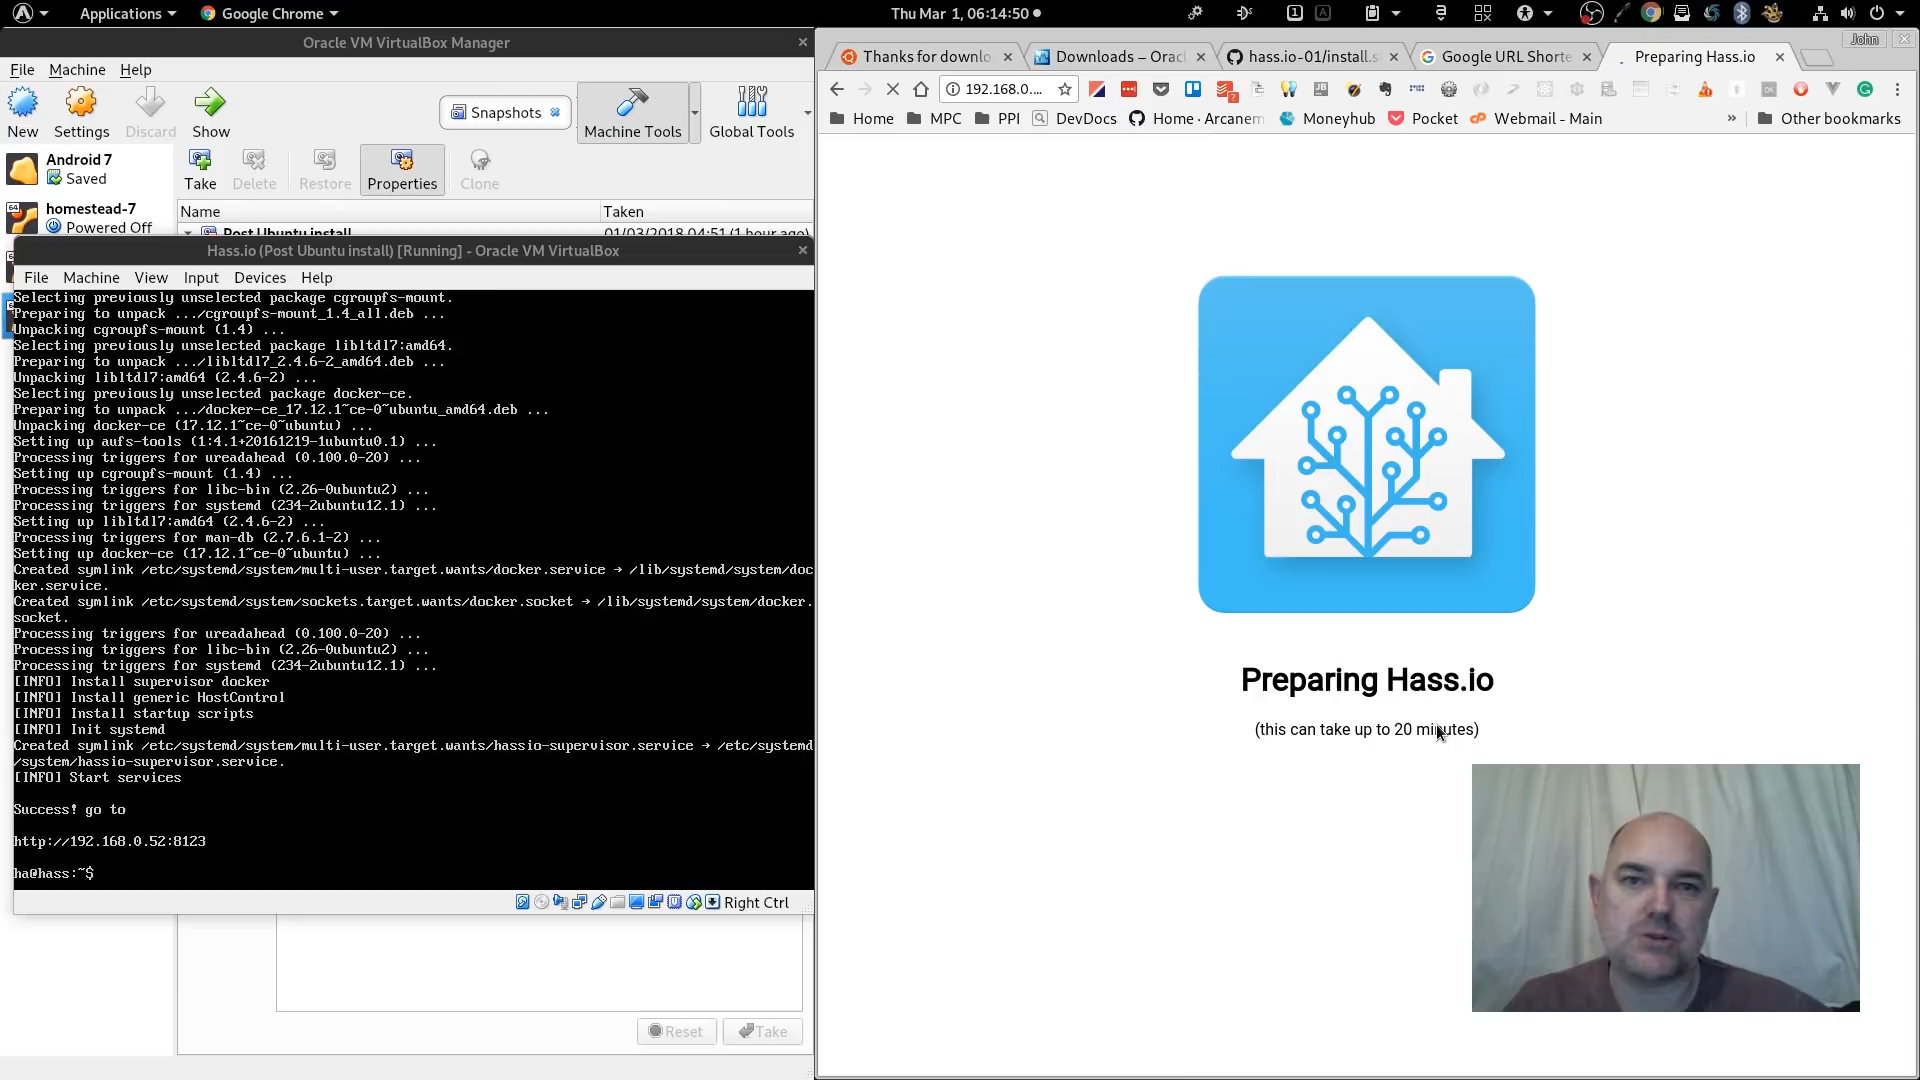 Applications
Google Chrome
Thu Mar 1, 06:14:50
1
A
Oracle VM VirtualBox Manager
File Machine Help
New
Settings
Discard
Show
Snapshots
Machine Tools
Global Tools
Android 7
Saved
homestead-7
Powered Off
Take
Delete
Restore
Properties
Clone
Name
Taken
Post Ubuntu install
01/03/2018 04:51 (1 hour ago)
Hass.io (Post Ubuntu install) [Running] - Oracle VM VirtualBox
File Machine View Input Devices Help
Selecting previously unselected package cgroupfs-mount.
Preparing to unpack .../cgroupfs-mount_1.4_all.deb ...
Unpacking cgroupfs-mount (1.4) ...
Selecting previously unselected package libltdl7:amd64.
Preparing to unpack .../libltdl7_2.4.6-2_amd64.deb ...
Unpacking libltdl7:amd64 (2.4.6-2) ...
Selecting previously unselected package docker-ce.
Preparing to unpack .../docker-ce_17.12.1~ce-0~ubuntu_amd64.deb ...
Unpacking docker-ce (17.12.1~ce-0~ubuntu) ...
Setting up aufs-tools (1:4.1+20161219-1ubuntu0.1) ...
Processing triggers for ureadahead (0.100.0-20) ...
Setting up cgroupfs-mount (1.4) ...
Processing triggers for libc-bin (2.26-0ubuntu2) ...
Processing triggers for systemd (234-2ubuntu12.1) ...
Setting up libltdl7:amd64 (2.4.6-2) ...
Processing triggers for man-db (2.7.6.1-2) ...
Setting up docker-ce (17.12.1~ce-0~ubuntu) ...
Created symlink /etc/systemd/system/multi-user.target.wants/docker.service → /lib/systemd/system/doc
ker.service.
Created symlink /etc/systemd/system/sockets.target.wants/docker.socket → /lib/systemd/system/docker.
socket.
Processing triggers for ureadahead (0.100.0-20) ...
Processing triggers for libc-bin (2.26-0ubuntu2) ...
Processing triggers for systemd (234-2ubuntu12.1) ...
[INFO] Install supervisor docker
[INFO] Install generic HostControl
[INFO] Install startup scripts
[INFO] Init systemd
Created symlink /etc/systemd/system/multi-user.target.wants/hassio-supervisor.service → /etc/systemd
/system/hassio-supervisor.service.
[INFO] Start services
Success! go to
http://192.168.0.52:8123
ha@hass:~$
Right Ctrl
Reset
Take
John
Thanks for downlo
Downloads – Oracl
hass.io-01/install.s
Google URL Shorte
Preparing Hass.io
192.168.0....
Home
MPC
PPI
DevDocs
Home · Arcanem
Moneyhub
Pocket
Webmail - Main
»
Other bookmarks
Preparing Hass.io
(this can take up to 20 minutes)